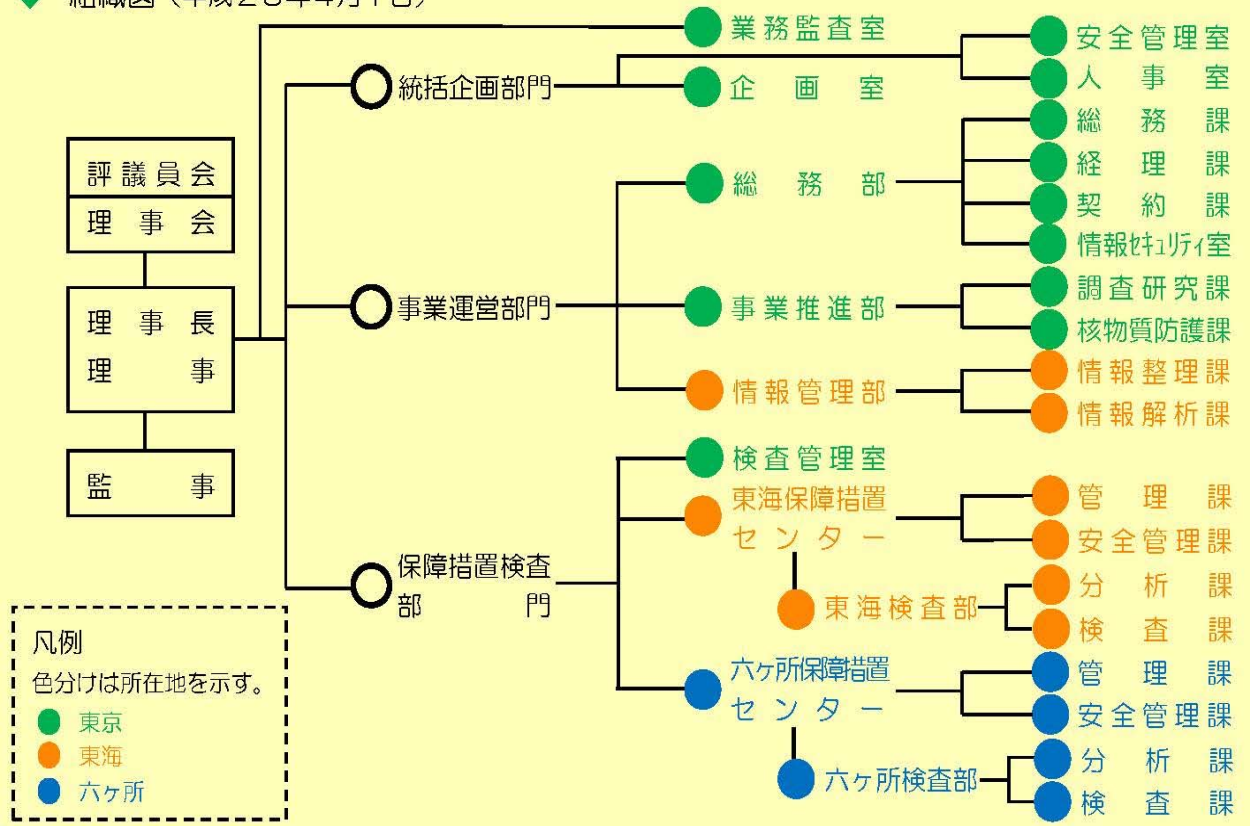 組織図
業務監査室
安全管理室
統括企画部門
企画室
人事室
評議員会
理事会
総務部
総務課
経理課
契約課
情報ｾｷｭﾘﾃｨ室
理事長
理事
事業運営部門
事業推進部
調査研究課
核物質防護課
情報管理部
情報整理課
情報解析課
監事
検査管理室
保障措置検査
部門
東海保障措置
センター
管理課
安全管理課
東海検査部
分析課
検査課
六ヶ所保障措置
センター
管理課
安全管理課
六ヶ所検査部
分析課
検査課
凡例
色分けは所在地を示す。
東京
東海
六ヶ所